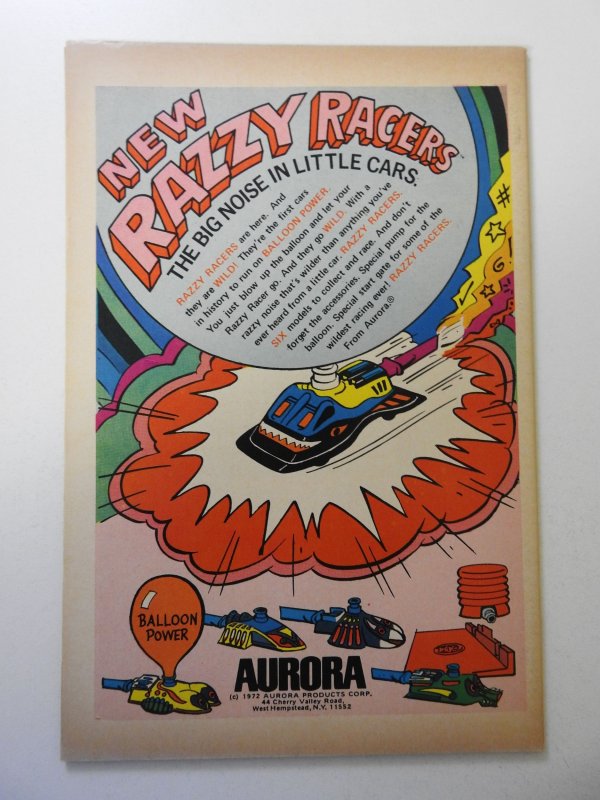 NEW
RAZZY RACERS™
THE BIG NOISE IN LITTLE CARS.
RAZZY RACERS are here. And
they are WILD! They're the first cars
in history to run on BALLOON POWER.
You just blow up the balloon and let your
Razzy Racer go. And they go WILD. With a
razzy noise that's wilder than anything you've
ever heard from a little car. RAZZY RACERS.
SIX models to collect and race. And don't
forget the accessories. Special pump for the
balloon. Special start gate for some of the
wildest racing ever! RAZZY RACERS.
From Aurora.®
#
G!
BALLOON
POWER
AURORA
(c) 1972 AURORA PRODUCTS CORP.
44 Cherry Valley Road,
West Hempstead, N.Y. 11552